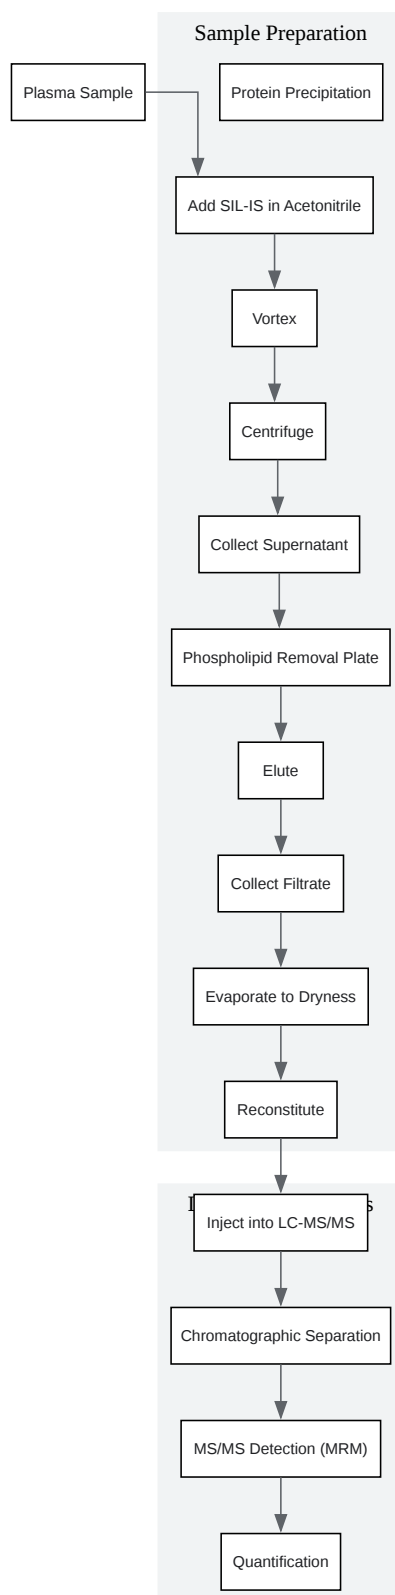 Sample Preparation
Plasma Sample
Protein Precipitation
Add SIL-IS in Acetonitrile
Vortex
Centrifuge
Collect Supernatant
Phospholipid Removal Plate
Elute
Collect Filtrate
Evaporate to Dryness
Reconstitute
Inject into LC-MS/MS
Chromatographic Separation
MS/MS Detection (MRM)
Quantification